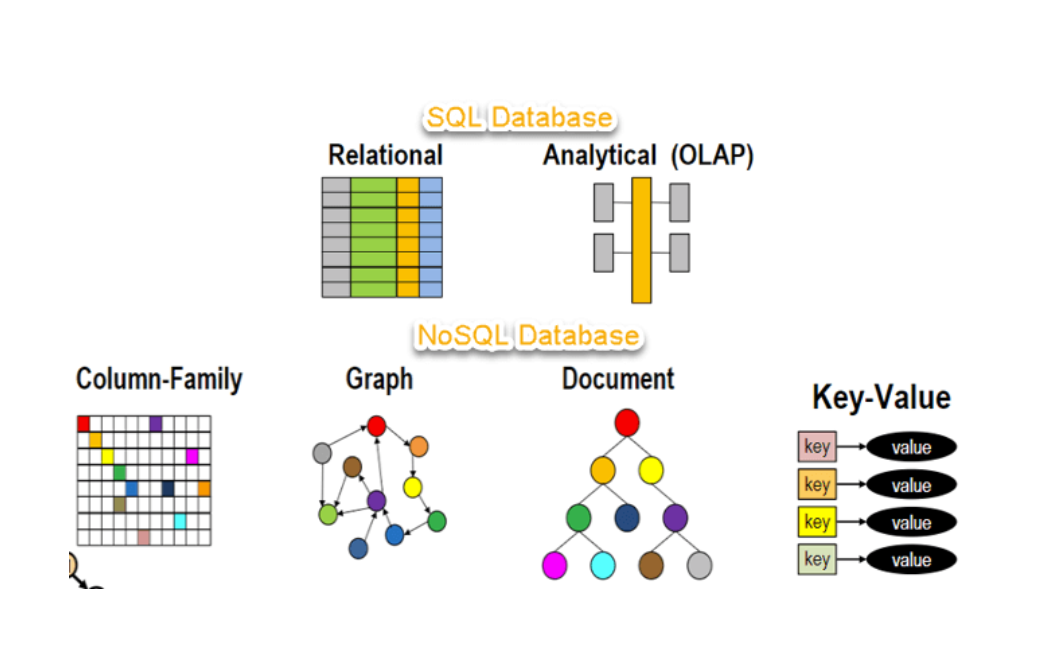 SQL Database
Relational
Analytical (OLAP)
NoSQL Database
Column-Family
Graph
Document
Key-Value
key value
key value
key value
key value